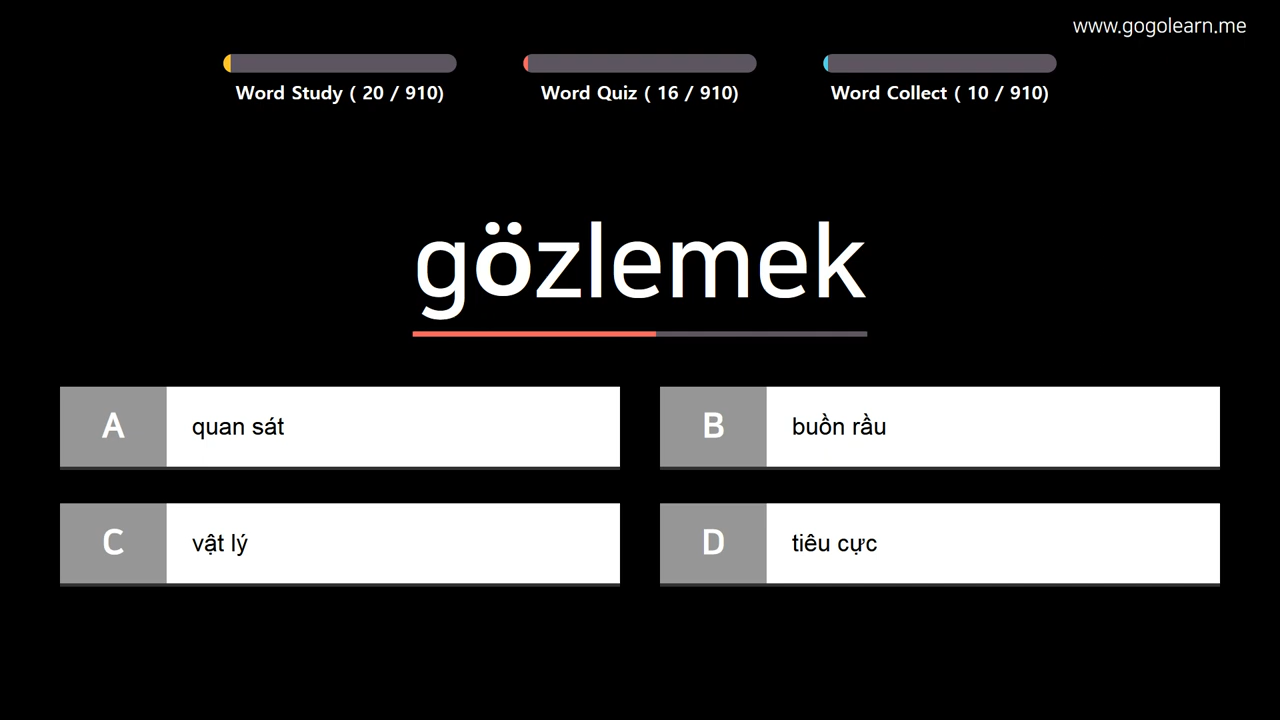 www.gogolearn.me
Word Study ( 20 / 910)
Word Quiz ( 16 / 910)
Word Collect ( 10 / 910)
gözlemek
A quan sát
B buồn rầu
C vật lý
D tiêu cực